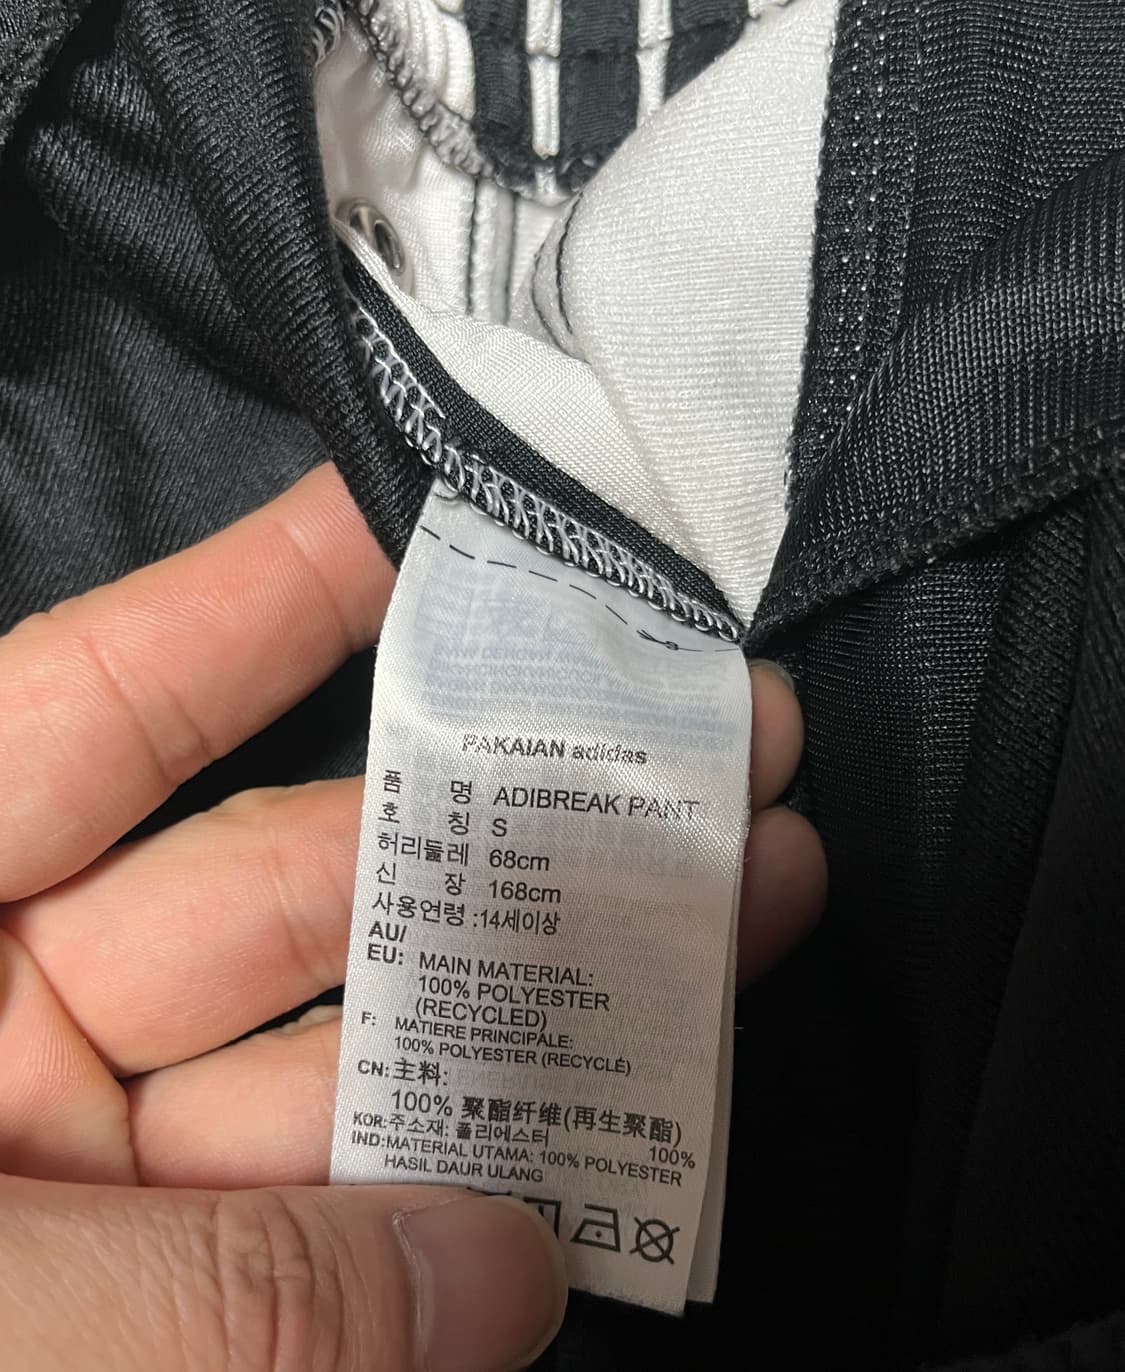 PAKAIAN adidas
품 명 ADIBREAK PANT
호 칭 S
허리둘레 68cm
신 장 168cm
사용연령 :14세이상
AU/
EU: MAIN MATERIAL:
100% POLYESTER
(RECYCLED)
F: MATIERE PRINCIPALE:
100% POLYESTER (RECYCLÉ)
CN:主料:
100% 聚酯纤维(再生聚酯)
KOR:주소재: 폴리에스터 100%
IND:MATERIAL UTAMA: 100% POLYESTER
HASIL DAUR ULANG